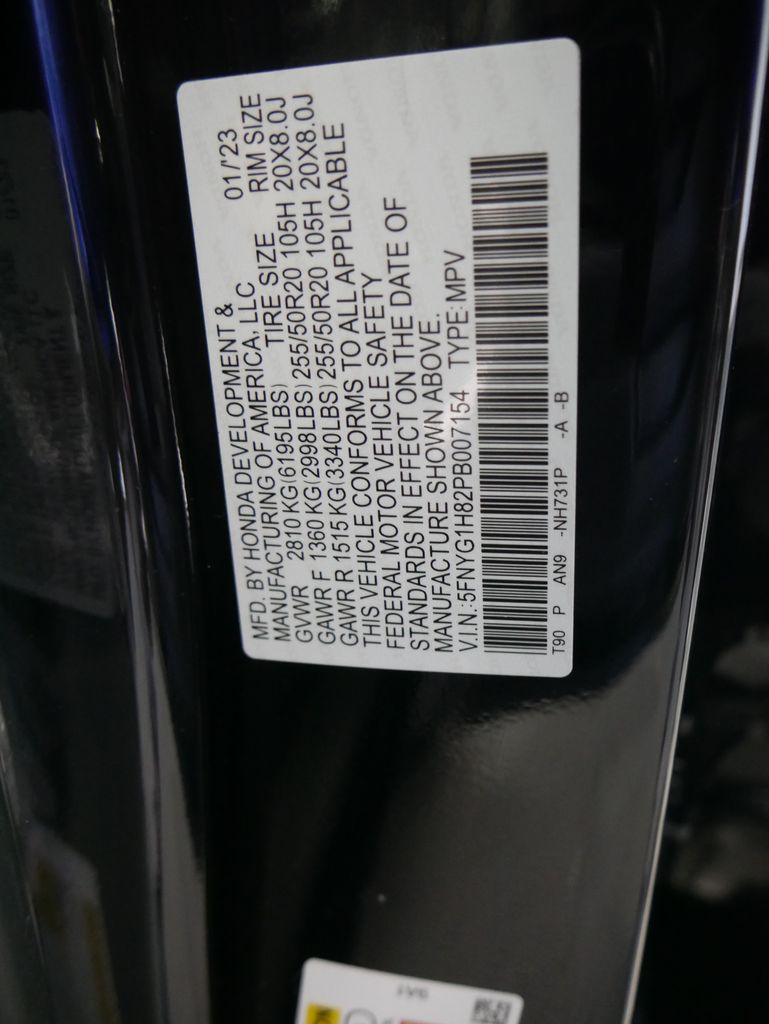 MFD. BY HONDA DEVELOPMENT & 01/'23
MANUFACTURING OF AMERICA, LLC
GVWR 2810 KG(6195LBS) TIRE SIZE RIM SIZE
GAWR F 1360 KG(2998LBS) 255/50R20 105H 20X8.0J
GAWR R 1515 KG(3340LBS) 255/50R20 105H 20X8.0J
THIS VEHICLE CONFORMS TO ALL APPLICABLE
FEDERAL MOTOR VEHICLE SAFETY
STANDARDS IN EFFECT ON THE DATE OF
MANUFACTURE SHOWN ABOVE.
V.I.N.:5FNYG1H82PB007154 TYPE:MPV
T90 P AN9 -NH731P -A -B